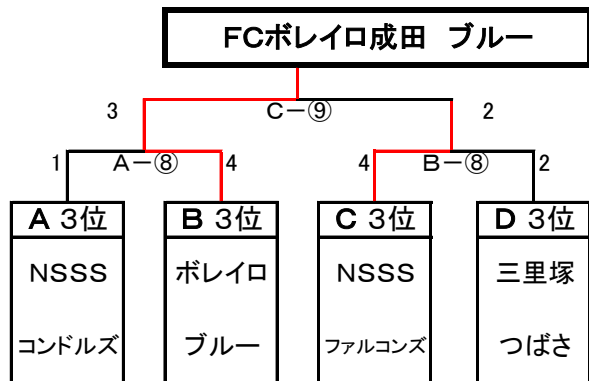 FCボレイロ成田 ブルー
3 C-⑨ 2
1 A-⑧ 4 4 B-⑧ 2
A 3位 B 3位 C 3位 D 3位
NSSS ボレイロ NSSS 三里塚
コンドルズ ブルー ファルコンズ つばさ